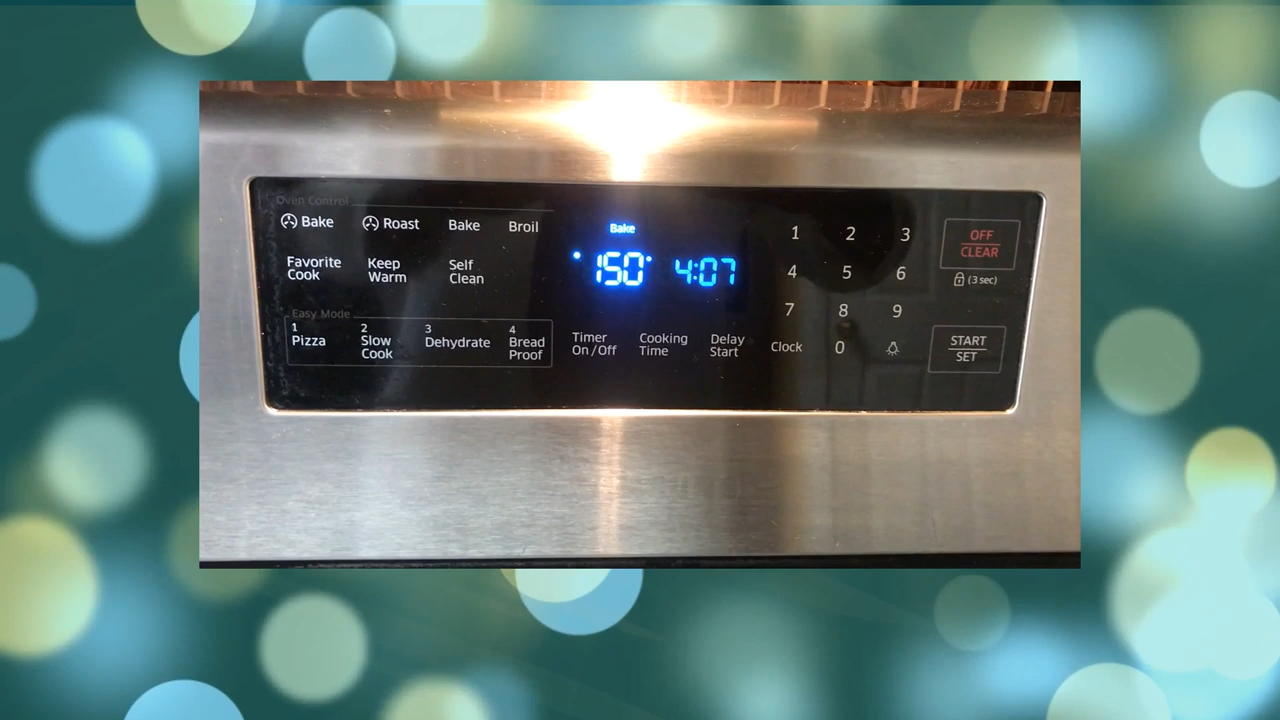 Oven Control
Bake Roast Bake Broil
Favorite Cook
Keep Warm
Self Clean
Easy Mode
1 Pizza
2 Slow Cook
3 Dehydrate
4 Bread Proof
Bake
150° 4:07
Timer On/Off
Cooking Time
Delay Start
1 2 3
4 5 6
7 8 9
Clock 0
OFF
CLEAR
(3 sec)
START
SET